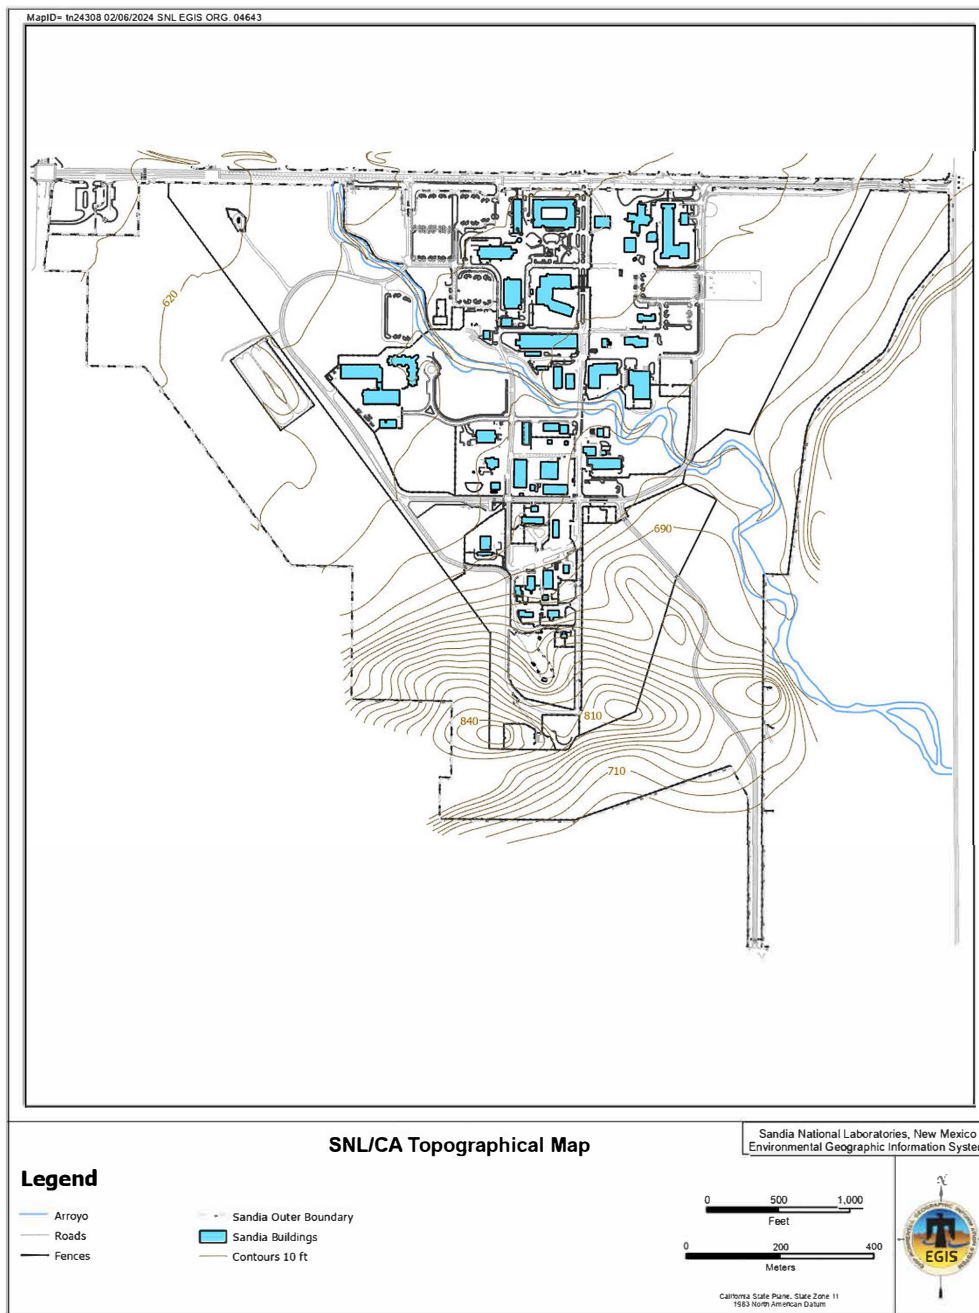 MapID= tn24308 02/06/2024 SNL EGIS ORG. 04643
620
690
840
810
710
SNL/CA Topographical Map
Sandia National Laboratories, New Mexico
Environmental Geographic Information System
Legend
Arroyo
Roads
Fences
Sandia Outer Boundary
Sandia Buildings
Contours 10 ft
0 500 1,000
Feet
0 200 400
Meters
California State Plane, State Zone 11
1983 North American Datum
N
EGIS